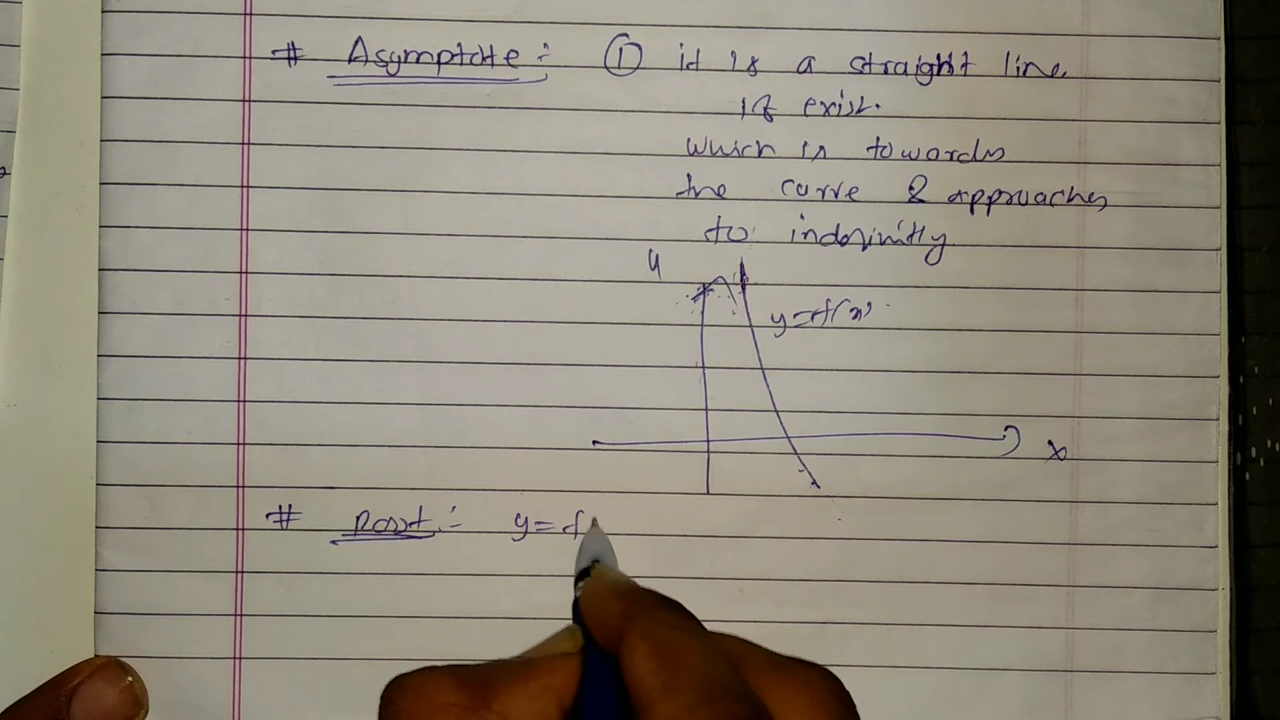 # Asymptote :- ① it is a straight line
if exist.
which is towards
the curve & approaches
to indefinitly
y
y=f(x)
x
# Root :- y= f